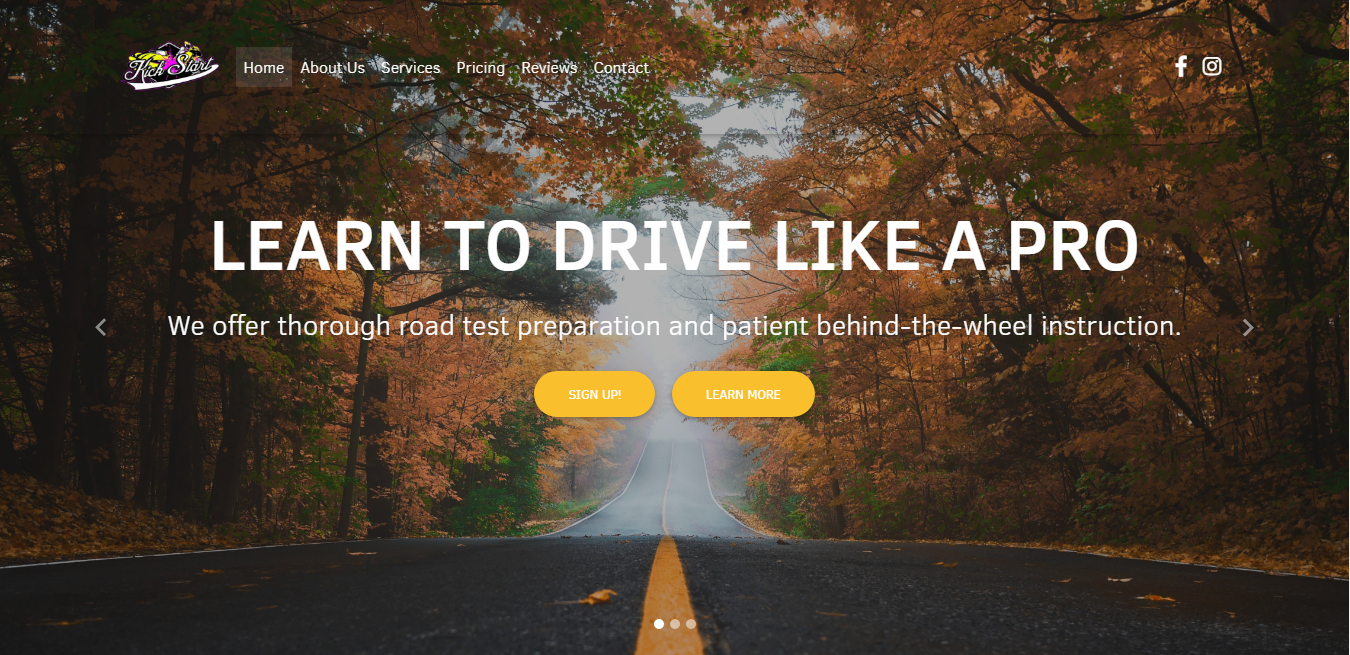 Kick Start
Home About Us Services Pricing Reviews Contact
LEARN TO DRIVE LIKE A PRO
We offer thorough road test preparation and patient behind-the-wheel instruction.
SIGN UP! LEARN MORE